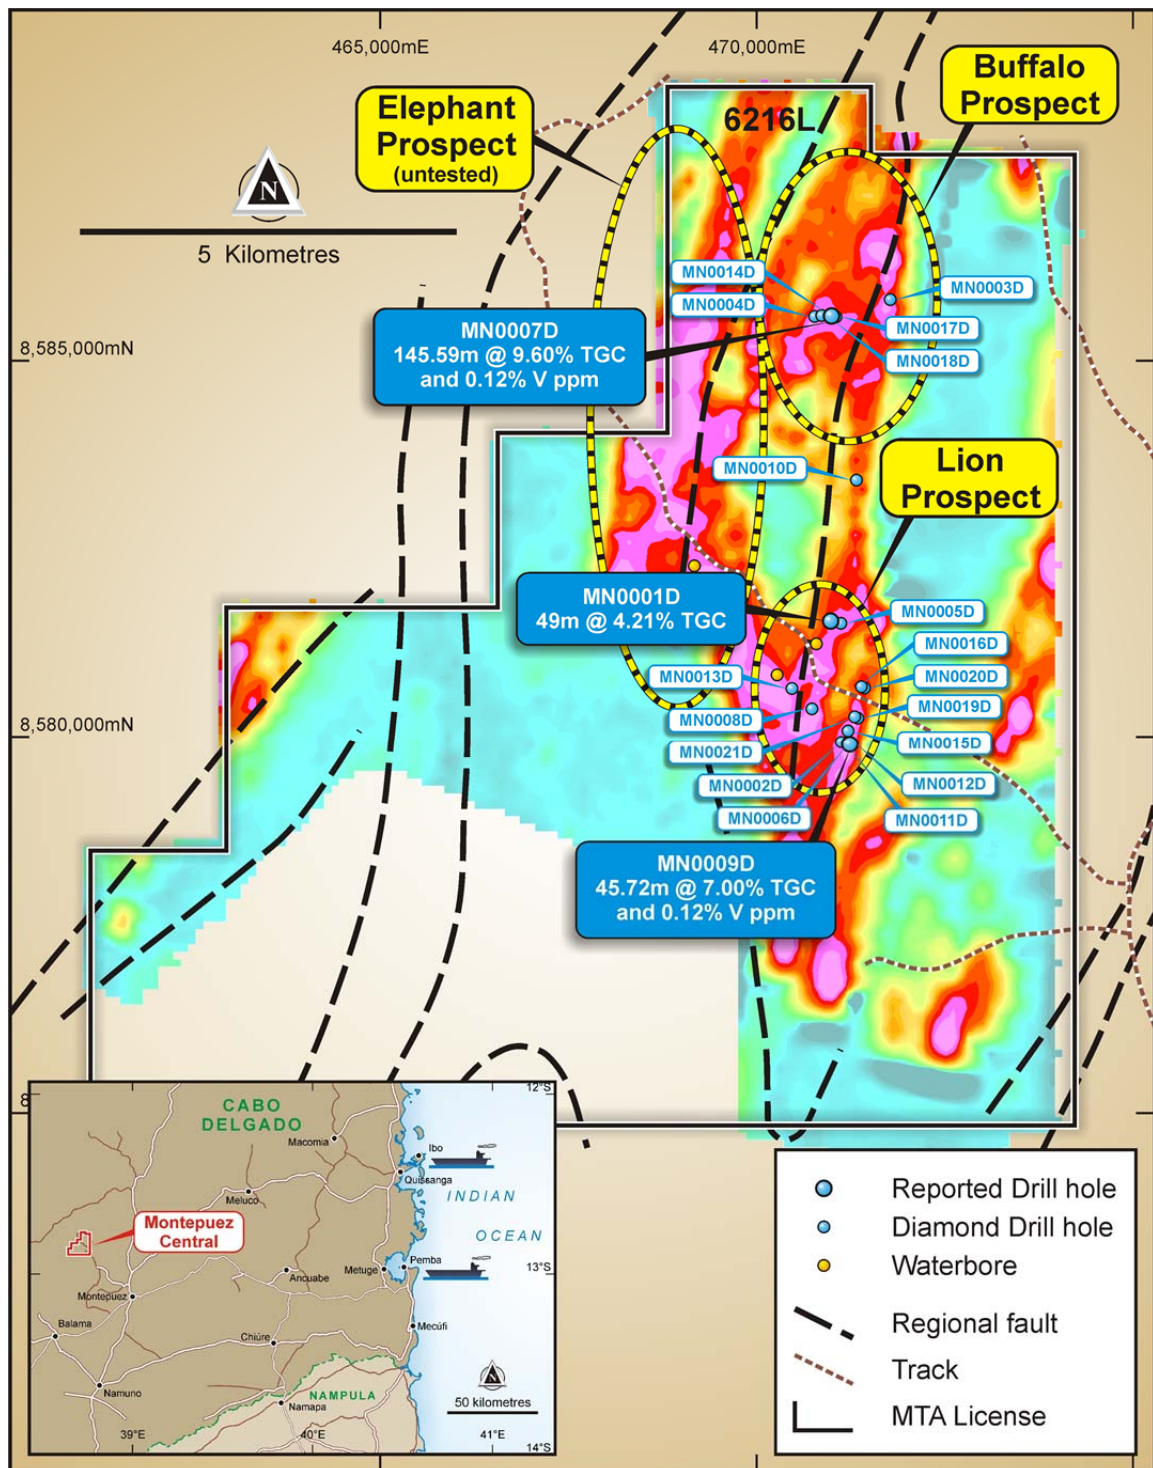 465,000mE
470,000mE
Buffalo
Prospect
Elephant
Prospect
(untested)
6216L
N
5 Kilometres
MN0014D
MN0004D
MN0003D
MN0017D
MN0018D
MN0007D
145.59m @ 9.60% TGC
and 0.12% V ppm
8,585,000mN
Lion
Prospect
MN0010D
MN0001D
49m @ 4.21% TGC
MN0005D
MN0016D
MN0013D
MN0020D
MN0019D
MN0008D
8,580,000mN
MN0021D
MN0015D
MN0002D
MN0012D
MN0006D
MN0011D
MN0009D
45.72m @ 7.00% TGC
and 0.12% V ppm
8
12°S
CABO
DELGADO
Macomia
Ibo
Quissanga
Meluco
INDIAN
OCEAN
Montepuez
Central
Pemba
Metuge
13°S
Ancuabe
Montepuez
Mecúfi
Balama
Chiúre
Namuno
NAMPULA
Namapa
N
50 kilometres
39°E
40°E
41°E
14°S
Reported Drill hole
Diamond Drill hole
Waterbore
Regional fault
Track
MTA License